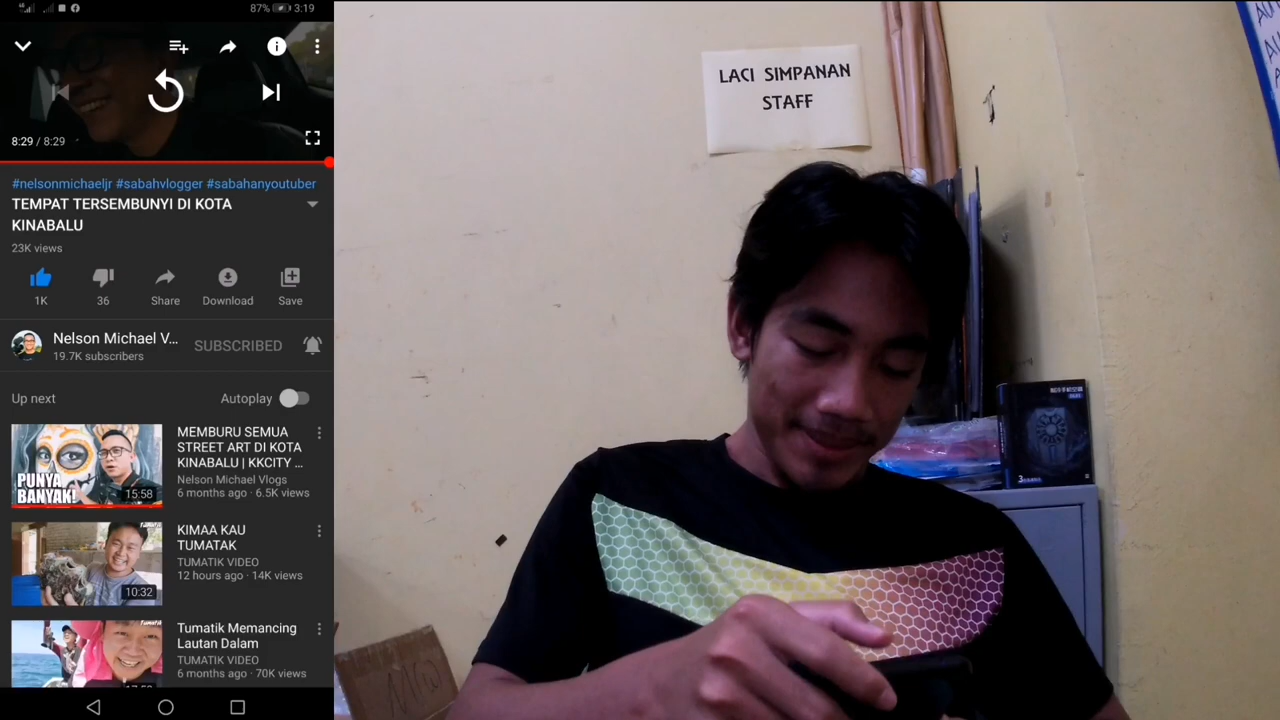 87% 3:19
8:29 / 8:29
#nelsonmichaeljr #sabahvlogger #sabahanyoutuber
TEMPAT TERSEMBUNYI DI KOTA
KINABALU
23K views
1K
36
Share
Download
Save
Nelson Michael V...
19.7K subscribers
SUBSCRIBED
Up next
Autoplay
PUNYA
BANYAK!
15:58
MEMBURU SEMUA
STREET ART DI KOTA
KINABALU | KKCITY ...
Nelson Michael Vlogs
6 months ago · 6.5K views
10:32
KIMAA KAU
TUMATAK
TUMATIK VIDEO
12 hours ago · 14K views
Tumatik Memancing
Lautan Dalam
TUMATIK VIDEO
6 months ago · 70K views
LACI SIMPANAN
STAFF